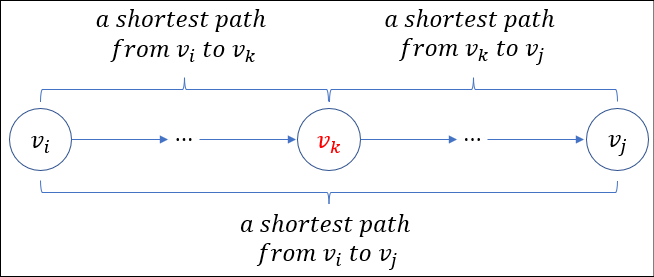 a shortest path
from v_i to v_k
a shortest path
from v_k to v_j
v_i ... v_k ... v_j
a shortest path
from v_i to v_j